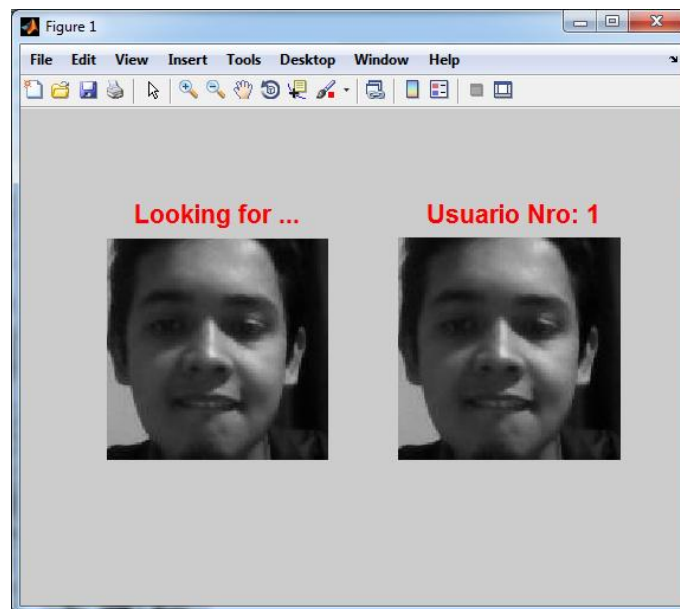 Figure 1
File Edit View Insert Tools Desktop Window Help
Looking for ...
Usuario Nro: 1